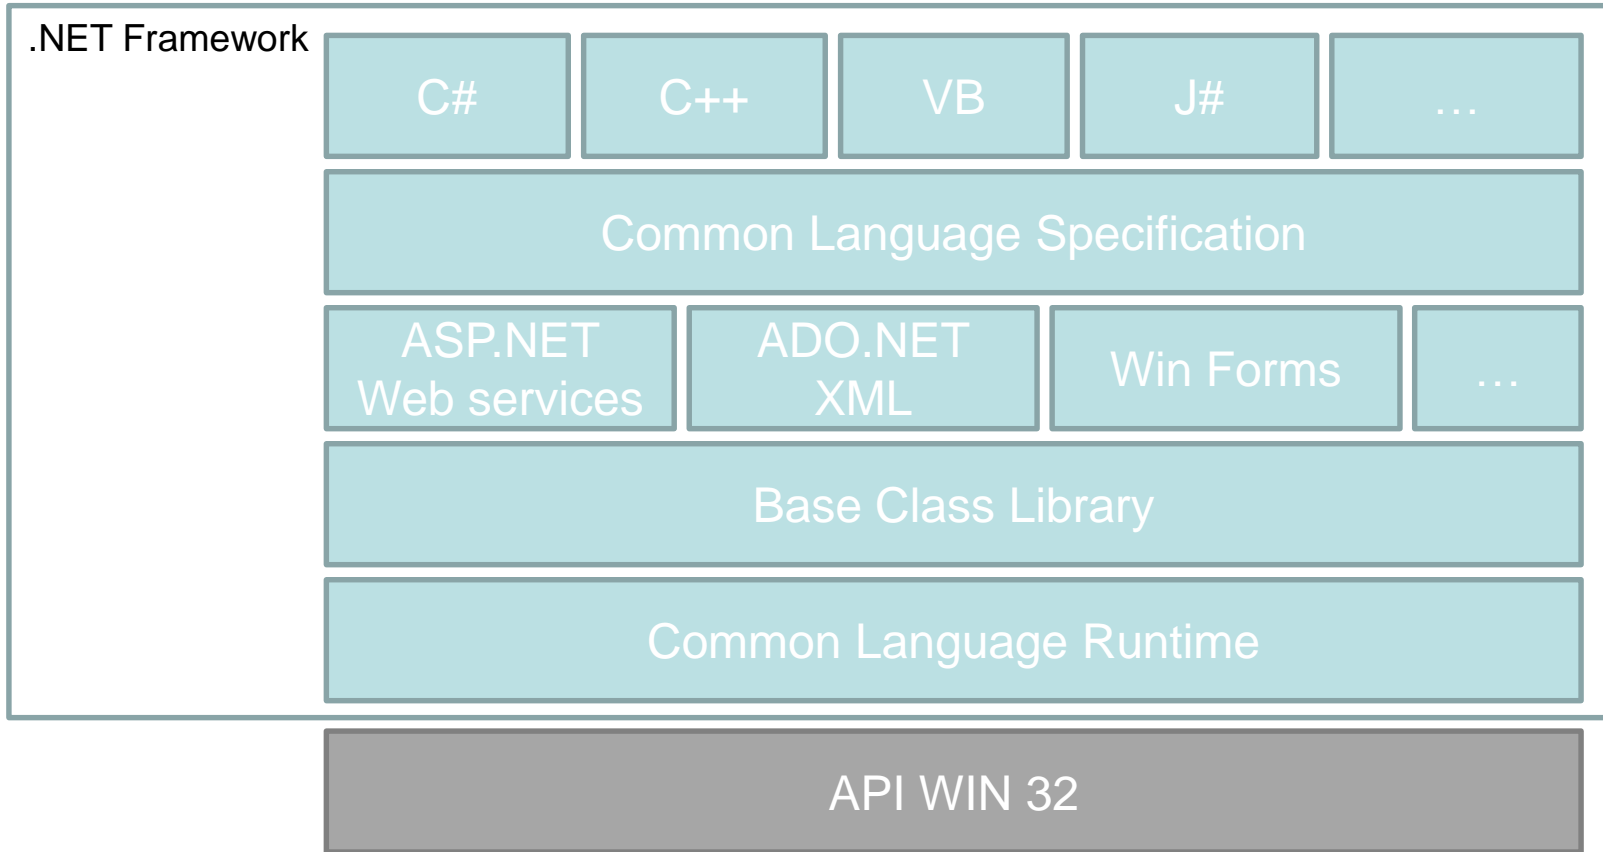 .NET Framework
C#
C++
VB
J#
…
Common Language Specification
ASP.NET
Web services
ADO.NET
XML
Win Forms
…
Base Class Library
Common Language Runtime
API WIN 32